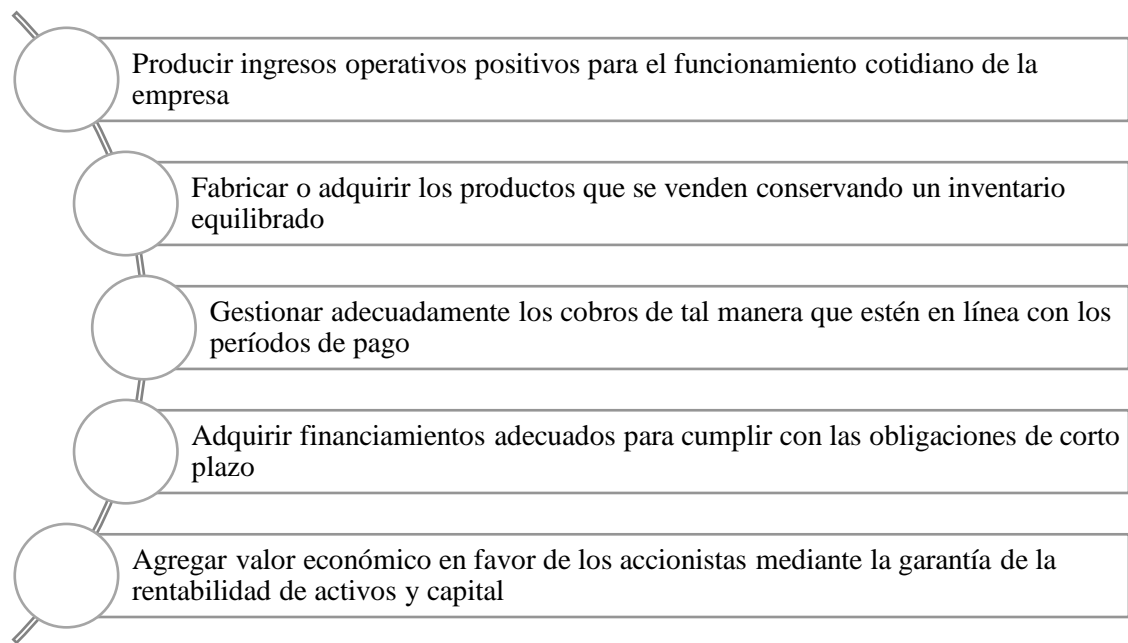 Producir ingresos operativos positivos para el funcionamiento cotidiano de la
empresa
Fabricar o adquirir los productos que se venden conservando un inventario
equilibrado
Gestionar adecuadamente los cobros de tal manera que estén en línea con los
períodos de pago
Adquirir financiamientos adecuados para cumplir con las obligaciones de corto
plazo
Agregar valor económico en favor de los accionistas mediante la garantía de la
rentabilidad de activos y capital